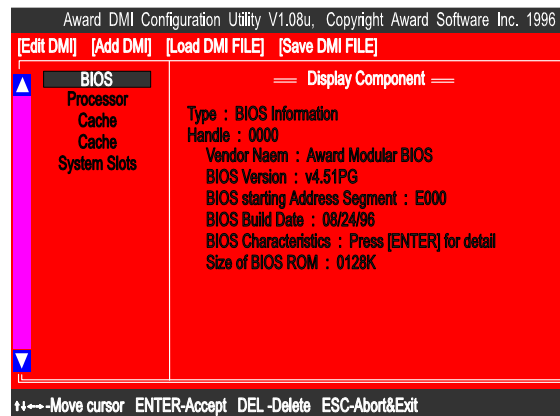 Award DMI Configuration Utility V1.08u, Copyright Award Software Inc. 1996
[Edit DMI] [Add DMI] [Load DMI FILE] [Save DMI FILE]
BIOS
Processor
Cache
Cache
System Slots
Display Component
Type : BIOS Information
Handle : 0000
Vendor Naem : Award Modular BIOS
BIOS Version : v4.51PG
BIOS starting Address Segment : E000
BIOS Build Date : 08/24/96
BIOS Characteristics : Press [ENTER] for detail
Size of BIOS ROM : 0128K
↑↓←→-Move cursor ENTER-Accept DEL -Delete ESC-Abort&Exit